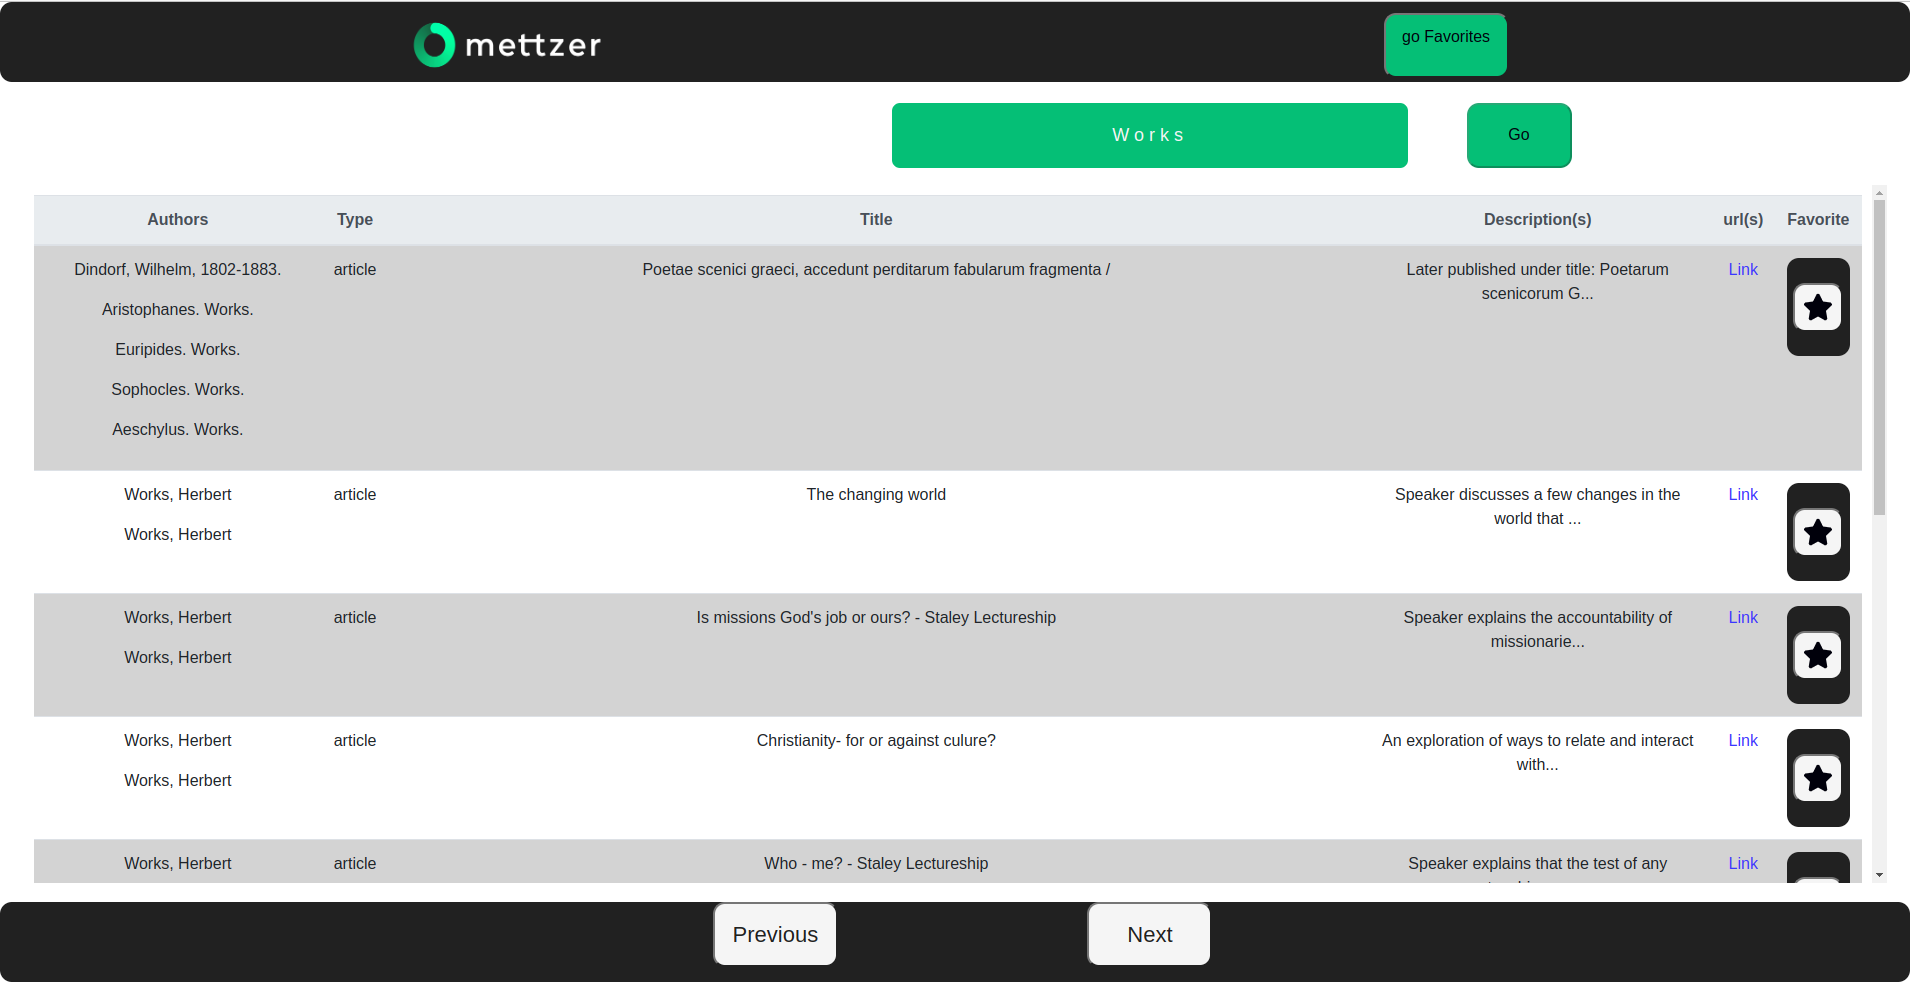 mettzer
go Favorites
Works
Go
Authors Type Title Description(s) url(s) Favorite
Dindorf, Wilhelm, 1802-1883. article Poetae scenici graeci, accedunt perditarum fabularum fragmenta / Later published under title: Poetarum Link
scenicorum G...
Aristophanes. Works.
Euripides. Works.
Sophocles. Works.
Aeschylus. Works.
Works, Herbert article The changing world Speaker discusses a few changes in the Link
world that ...
Works, Herbert
Works, Herbert article Is missions God's job or ours? - Staley Lectureship Speaker explains the accountability of Link
missionarie...
Works, Herbert
Works, Herbert article Christianity- for or against culure? An exploration of ways to relate and interact Link
with...
Works, Herbert
Works, Herbert article Who - me? - Staley Lectureship Speaker explains that the test of any Link
Previous Next